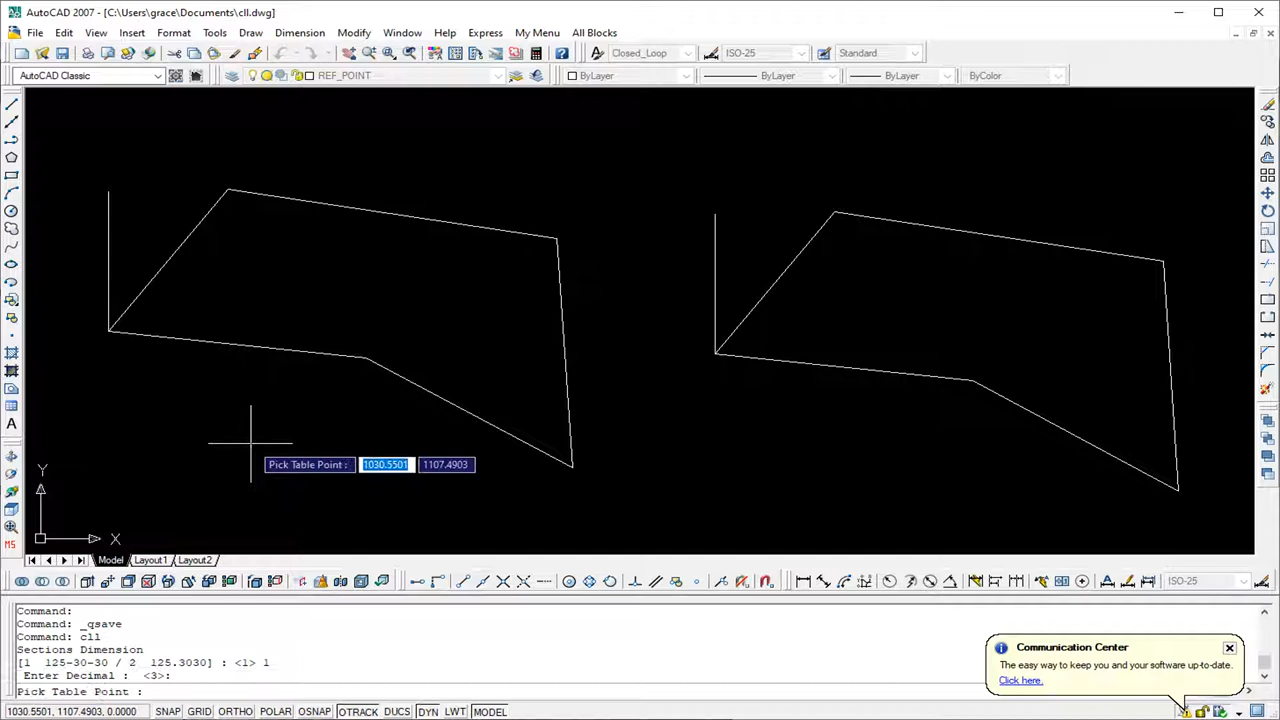 AutoCAD 2007 - [C:\Users\grace\Documents\cll.dwg]
File Edit View Insert Format Tools Draw Dimension Modify Window Help Express My Menu All Blocks
Closed_Loop ISO-25 Standard
AutoCAD Classic REF_POINT ByLayer ByLayer ByLayer ByColor
A
Pick Table Point : 1030.5501 1107.4903
Y
X
MS
Model Layout1 Layout2
ISO-25
Command:
Command: _qsave
Command: cll
Sections Dimension
[1 125-30-30 / 2 125.3030] : <1> 1
Enter Decimal : <3>:
Pick Table Point :
Communication Center
The easy way to keep you and your software up-to-date.
Click here.
1030.5501, 1107.4903, 0.0000 SNAP GRID ORTHO POLAR OSNAP OTRACK DUCS DYN LWT MODEL